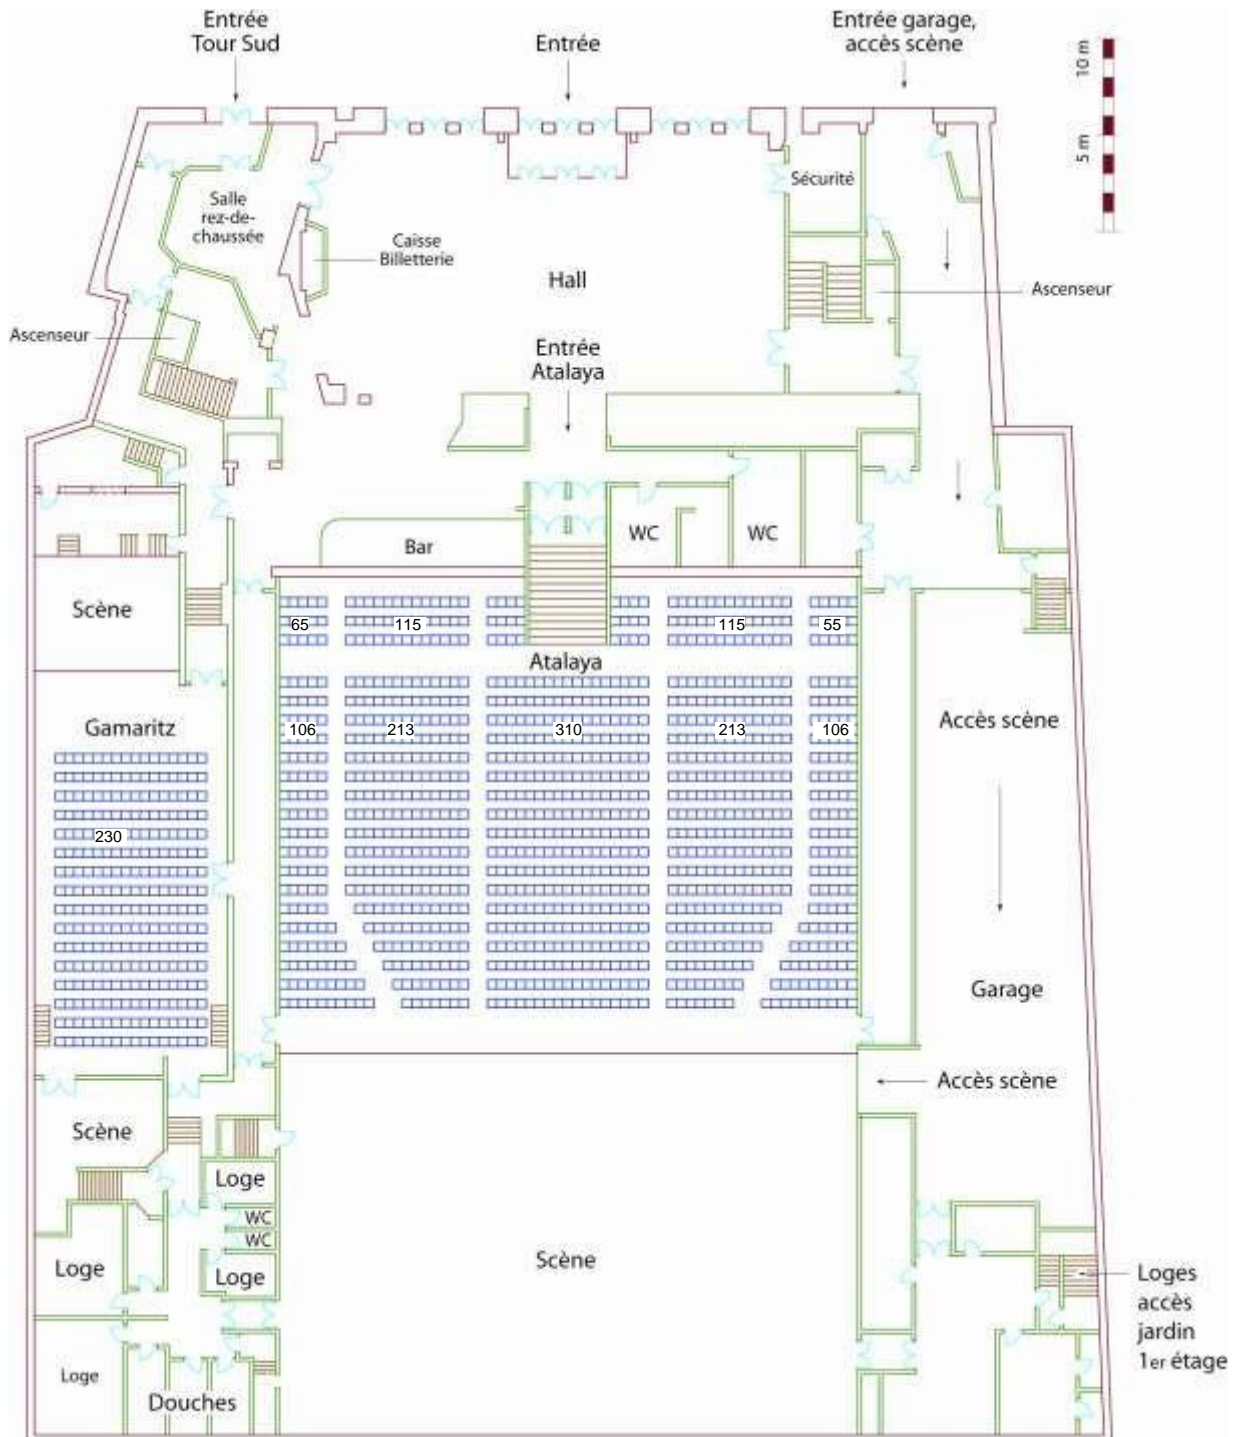 Entrée
Tour Sud
Entrée
Entrée garage,
accès scène
10 m
5 m
Sécurité
Salle
rez-de-
chaussée
Caisse
Billetterie
Hall
Ascenseur
Ascenseur
Entrée
Atalaya
WC
WC
Bar
Scène
65
115
115
55
Atalaya
Gamaritz
106
213
310
213
106
Accès scène
230
Garage
Accès scène
Scène
Loge
WC
WC
Loge
Loge
Scène
Loges
accès
jardin
1er étage
Loge
Douches